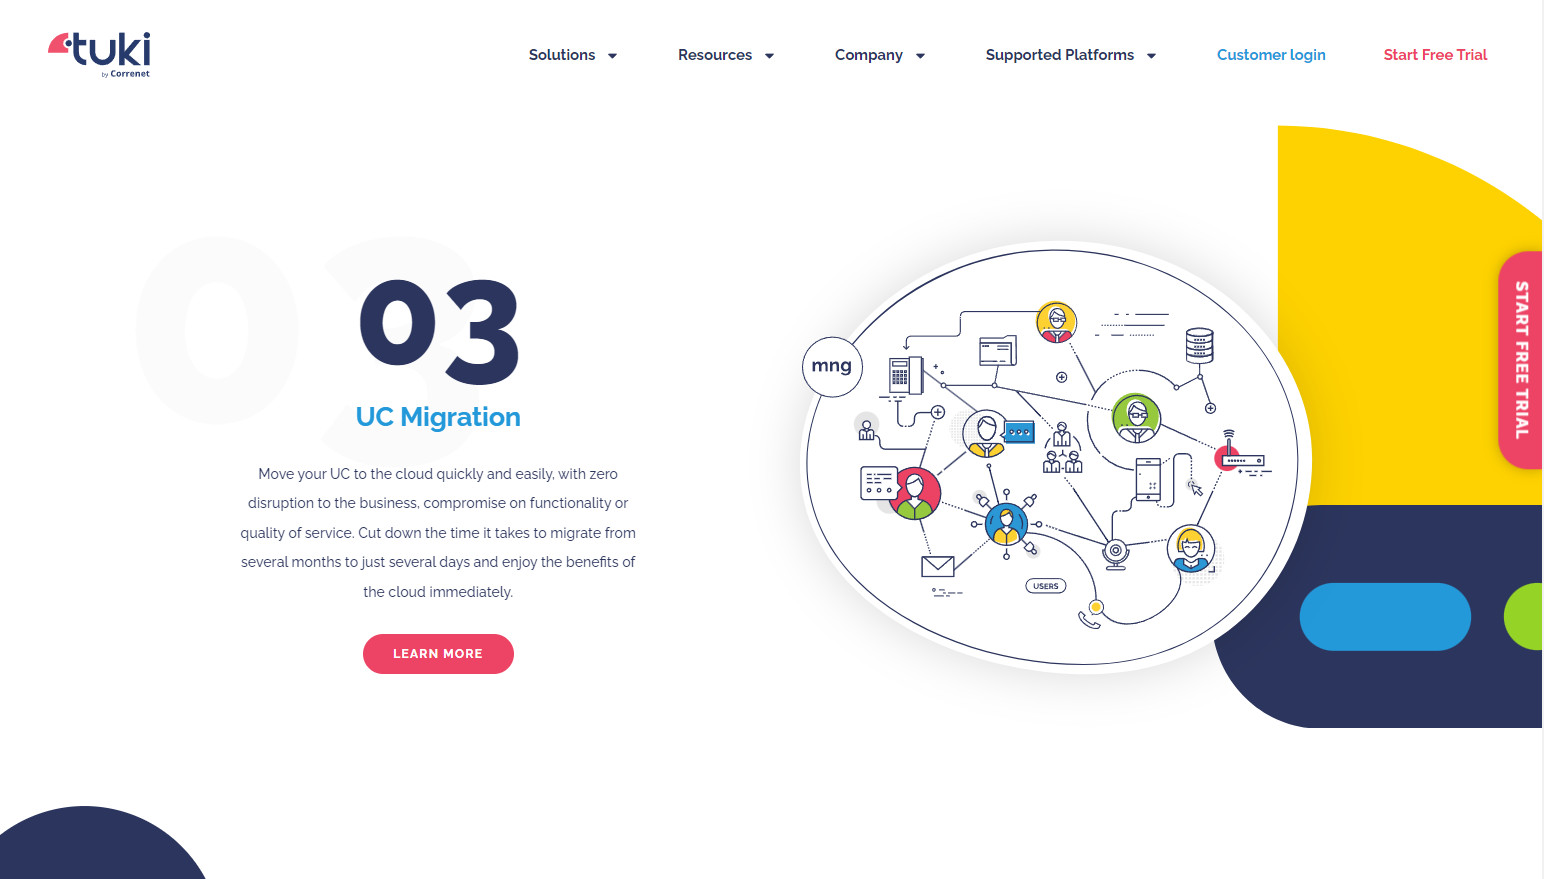 tuki
by Correnet
Solutions
Resources
Company
Supported Platforms
Customer login
Start Free Trial
03
03
UC Migration
Move your UC to the cloud quickly and easily, with zero
disruption to the business, compromise on functionality or
quality of service. Cut down the time it takes to migrate from
several months to just several days and enjoy the benefits of
the cloud immediately.
LEARN MORE
mng
USERS
START FREE TRIAL